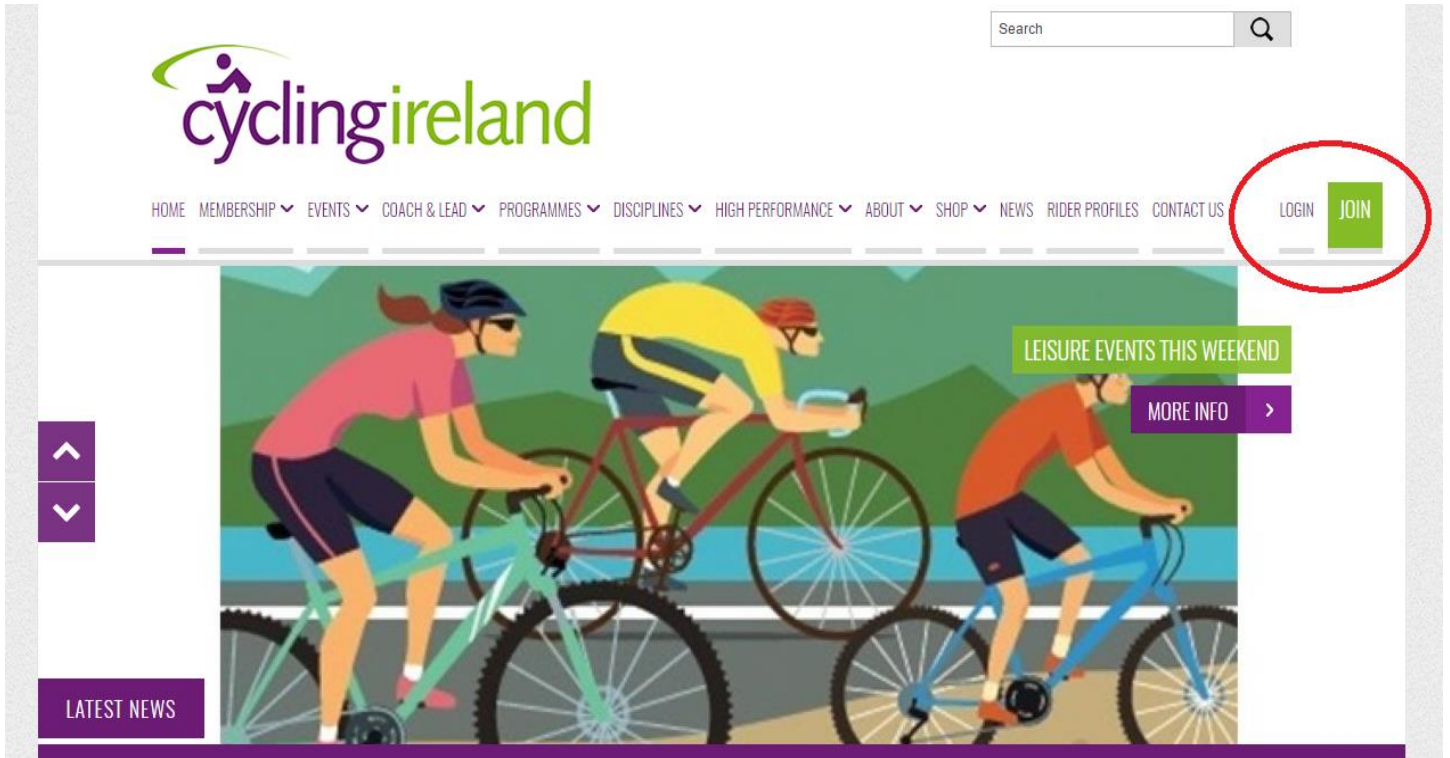 Search
cyclingireland
HOME MEMBERSHIP EVENTS COACH & LEAD PROGRAMMES DISCIPLINES HIGH PERFORMANCE ABOUT SHOP NEWS RIDER PROFILES CONTACT US LOGIN JOIN
LEISURE EVENTS THIS WEEKEND
MORE INFO
LATEST NEWS